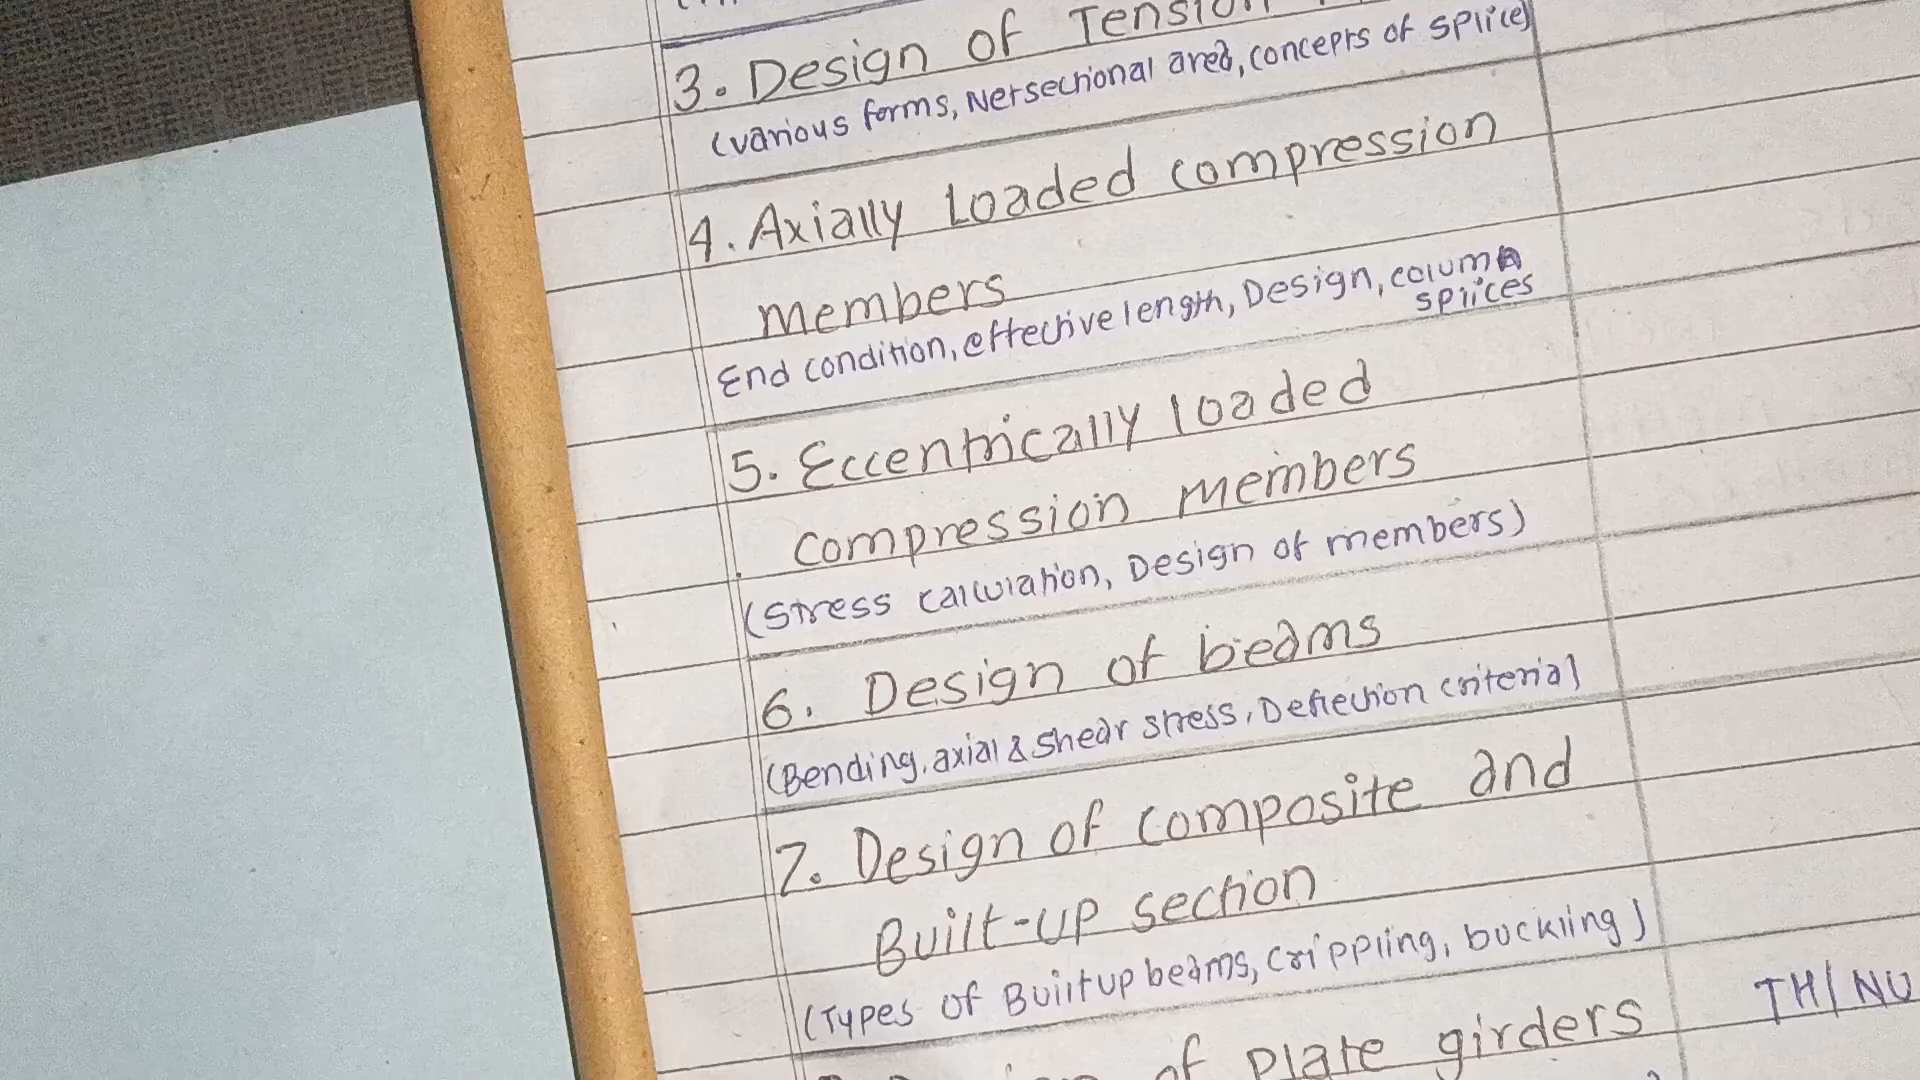 3. Design of Tension
(various forms, Netsectional area, concepts of splice)
4. Axially Loaded compression
members
End condition, effective length, Design, column
splices
5. Eccentrically loaded
compression members
(Stress calculation, Design of members)
6. Design of beams
(Bending, axial & shear stress, Deflection criteria)
7. Design of composite and
Built-up section
(Types of Builtup beams, crippling, buckling)
of plate girders
TH/NU